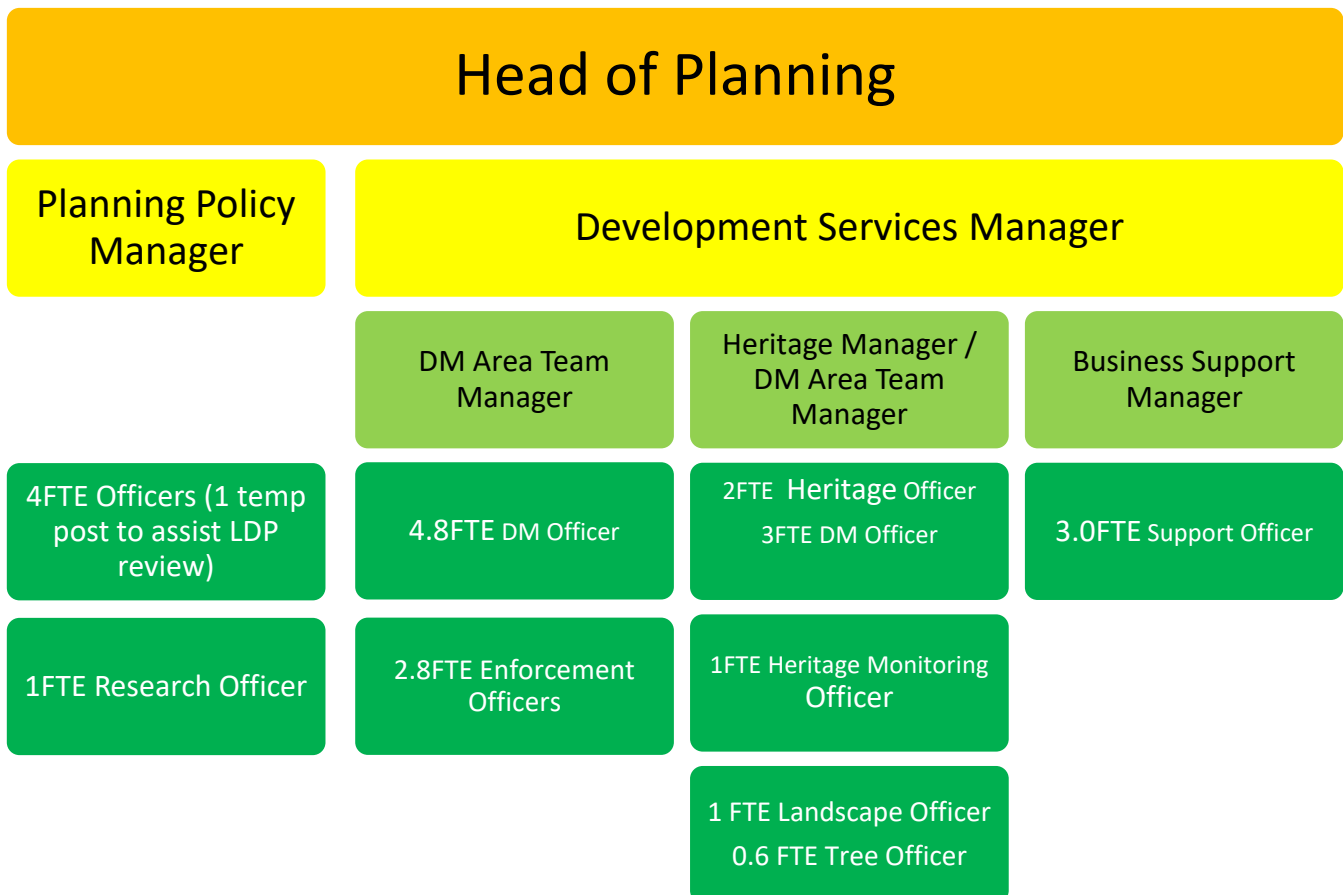 Head of Planning
Planning Policy
Manager
Development Services Manager
DM Area Team
Manager
Heritage Manager /
DM Area Team
Manager
Business Support
Manager
4FTE Officers (1 temp
post to assist LDP
review)
4.8FTE DM Officer
2FTE Heritage Officer
3FTE DM Officer
3.0FTE Support Officer
1FTE Research Officer
2.8FTE Enforcement
Officers
1FTE Heritage Monitoring
Officer
1 FTE Landscape Officer
0.6 FTE Tree Officer